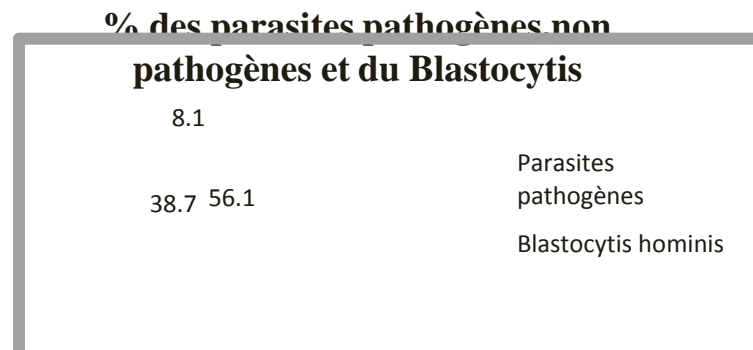 % des parasites pathogènes,non
pathogènes et du Blastocytis
8.1
38.7 56.1
Parasites
pathogènes
Blastocytis hominis